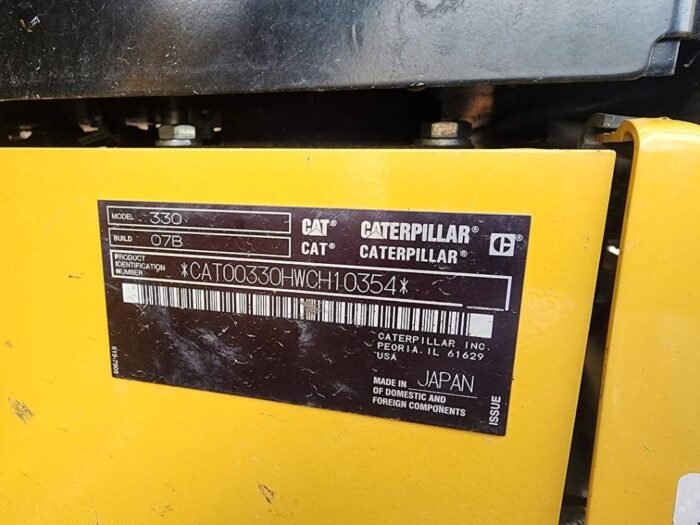 MODEL 330
BUILD 07B
PRODUCT
IDENTIFICATION
NUMBER *CAT00330HWCH10354*
CAT® CATERPILLAR®
CAT® CATERPILLAR®
CATERPILLAR INC.
PEORIA. IL 61629
USA
MADE IN JAPAN
OF DOMESTIC AND
FOREIGN COMPONENTS
ISSUE